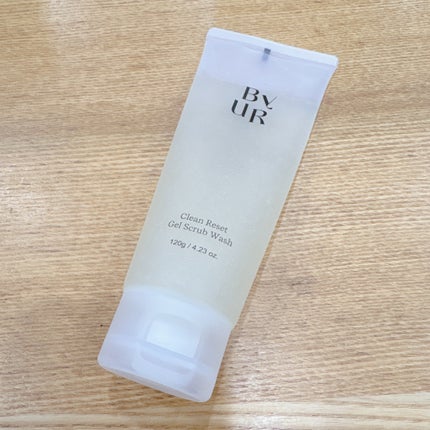 By
UR
Clean Reset
Gel Scrub Wash
120g / 4.23 oz.